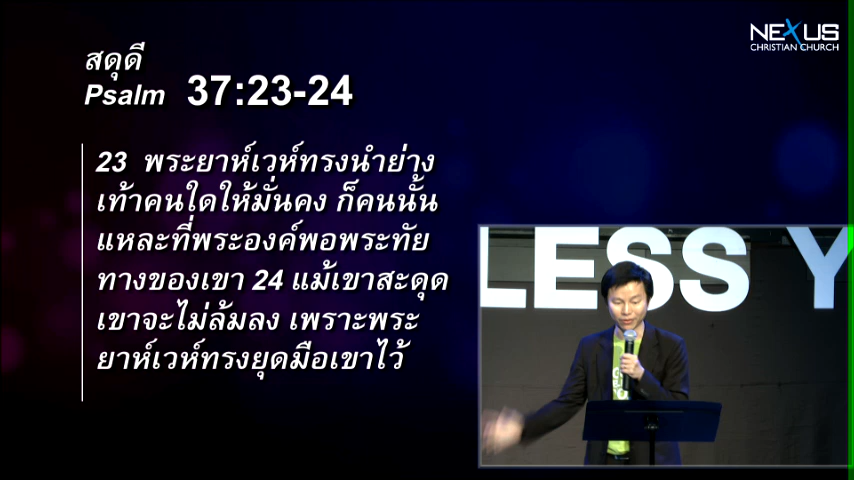 NEXUS
CHRISTIAN CHURCH
สดุดี
Psalm 37:23-24
23 พระยาห์เวห์ทรงนำย่าง
เท้าคนใดให้มั่นคง ก็คนนั้น
แหละที่พระองค์พอพระทัย
ทางของเขา 24 แม้เขาสะดุด
เขาจะไม่ล้มลง เพราะพระ
ยาห์เวห์ทรงยุดมือเขาไว้
LESS Y